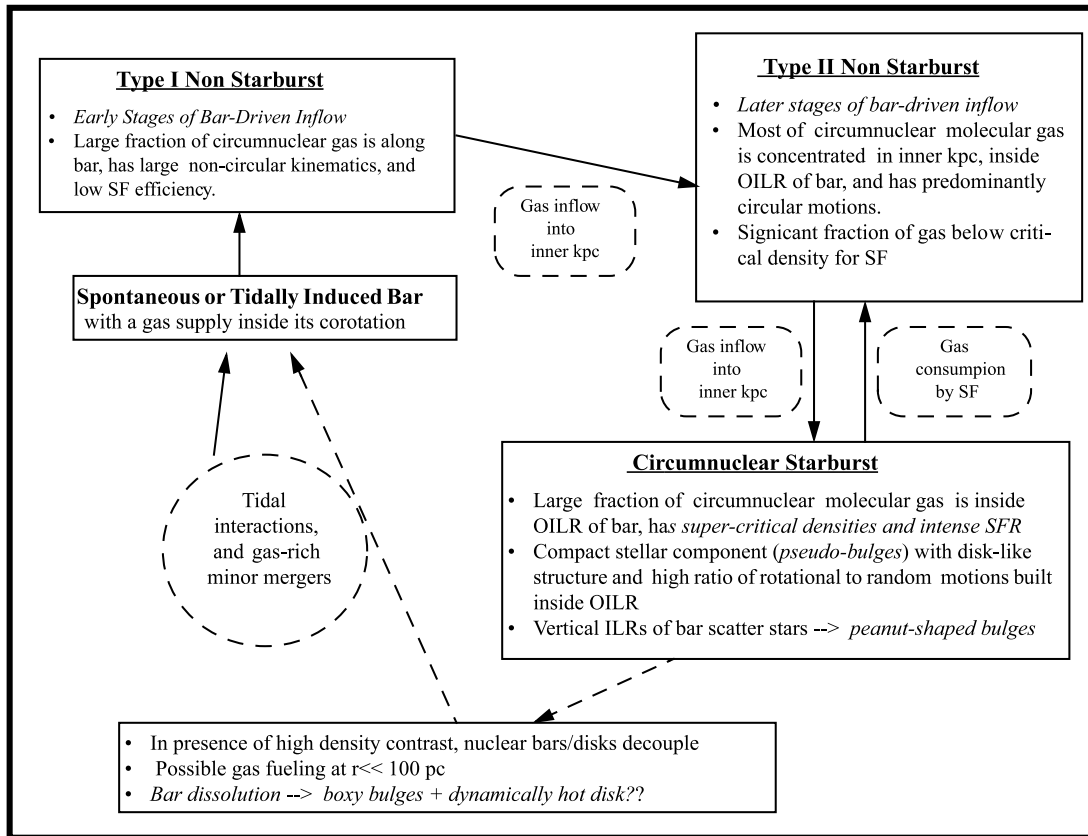 Type I Non Starburst
• Early Stages of Bar-Driven Inflow
• Large fraction of circumnuclear gas is along
bar, has large non-circular kinematics, and
low SF efficiency.
Type II Non Starburst
• Later stages of bar-driven inflow
• Most of circumnuclear molecular gas
is concentrated in inner kpc, inside
OILR of bar, and has predominantly
circular motions.
• Signicant fraction of gas below criti-
cal density for SF
Gas inflow
into
inner kpc
Spontaneous or Tidally Induced Bar
with a gas supply inside its corotation
Gas inflow
into
inner kpc
Gas
consumpion
by SF
Tidal
interactions,
and gas-rich
minor mergers
Circumnuclear Starburst
• Large fraction of circumnuclear molecular gas is inside
OILR of bar, has super-critical densities and intense SFR
• Compact stellar component (pseudo-bulges) with disk-like
structure and high ratio of rotational to random motions built
inside OILR
• Vertical ILRs of bar scatter stars --> peanut-shaped bulges
• In presence of high density contrast, nuclear bars/disks decouple
• Possible gas fueling at r<< 100 pc
• Bar dissolution --> boxy bulges + dynamically hot disk??